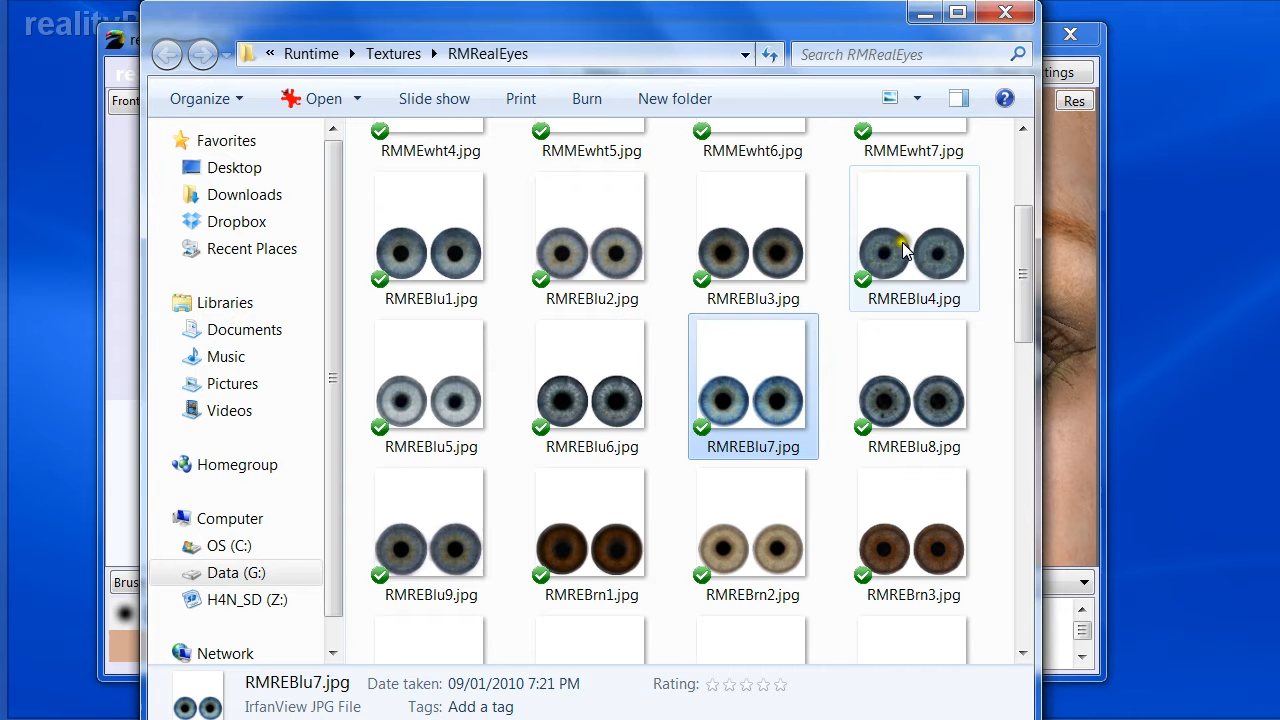 « Runtime Textures RMRealEyes
Search RMRealEyes
tings
Front
Res
Organize Open Slide show Print Burn New folder
Favorites
Desktop
Downloads
Dropbox
Recent Places
Libraries
Documents
Music
Pictures
Videos
Homegroup
Computer
OS (C:)
Data (G:)
H4N_SD (Z:)
Network
RMMEwht4.jpg RMMEwht5.jpg RMMEwht6.jpg RMMEwht7.jpg
RMREBlu1.jpg RMREBlu2.jpg RMREBlu3.jpg RMREBlu4.jpg
RMREBlu5.jpg RMREBlu6.jpg RMREBlu7.jpg RMREBlu8.jpg
RMREBlu9.jpg RMREBrn1.jpg RMREBrn2.jpg RMREBrn3.jpg
Brus
RMREBlu7.jpg Date taken: 09/01/2010 7:21 PM Rating:
IrfanView JPG File Tags: Add a tag